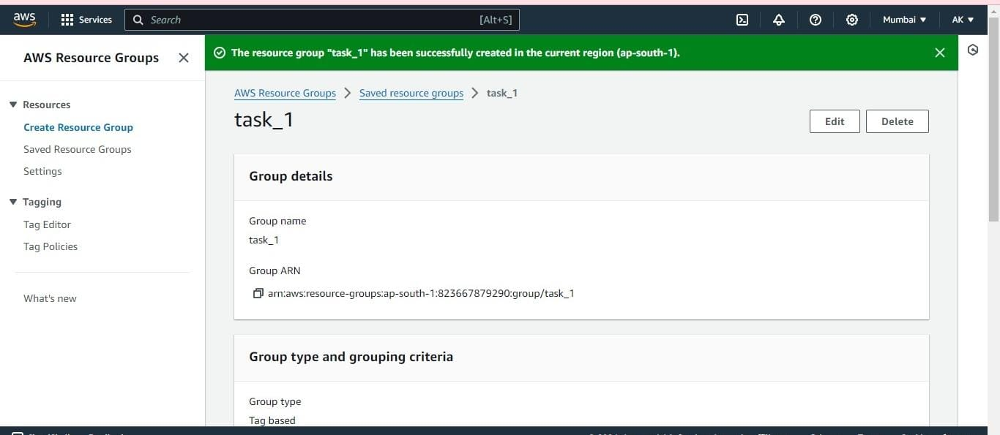 aws Services Search [Alt+S] Mumbai AK
AWS Resource Groups
The resource group "task_1" has been successfully created in the current region (ap-south-1).
Resources
Create Resource Group
Saved Resource Groups
Settings
Tagging
Tag Editor
Tag Policies
What's new
AWS Resource Groups > Saved resource groups > task_1
task_1
Edit Delete
Group details
Group name
task_1
Group ARN
arn:aws:resource-groups:ap-south-1:823667879290:group/task_1
Group type and grouping criteria
Group type
Tag based